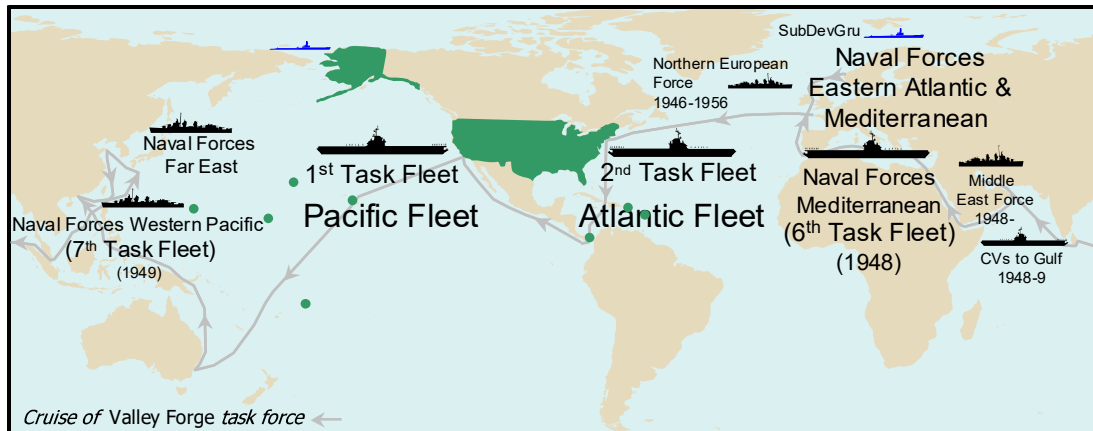 SubDevGru
Northern European
Force
1946-1956
Naval Forces
Eastern Atlantic &
Mediterranean
Naval Forces
Far East
1st Task Fleet
Pacific Fleet
2nd Task Fleet
Atlantic Fleet
Naval Forces
Mediterranean
(6th Task Fleet)
(1948)
Middle
East Force
1948-
CVs to Gulf
1948-9
Naval Forces Western Pacific
(7th Task Fleet)
(1949)
Cruise of Valley Forge task force